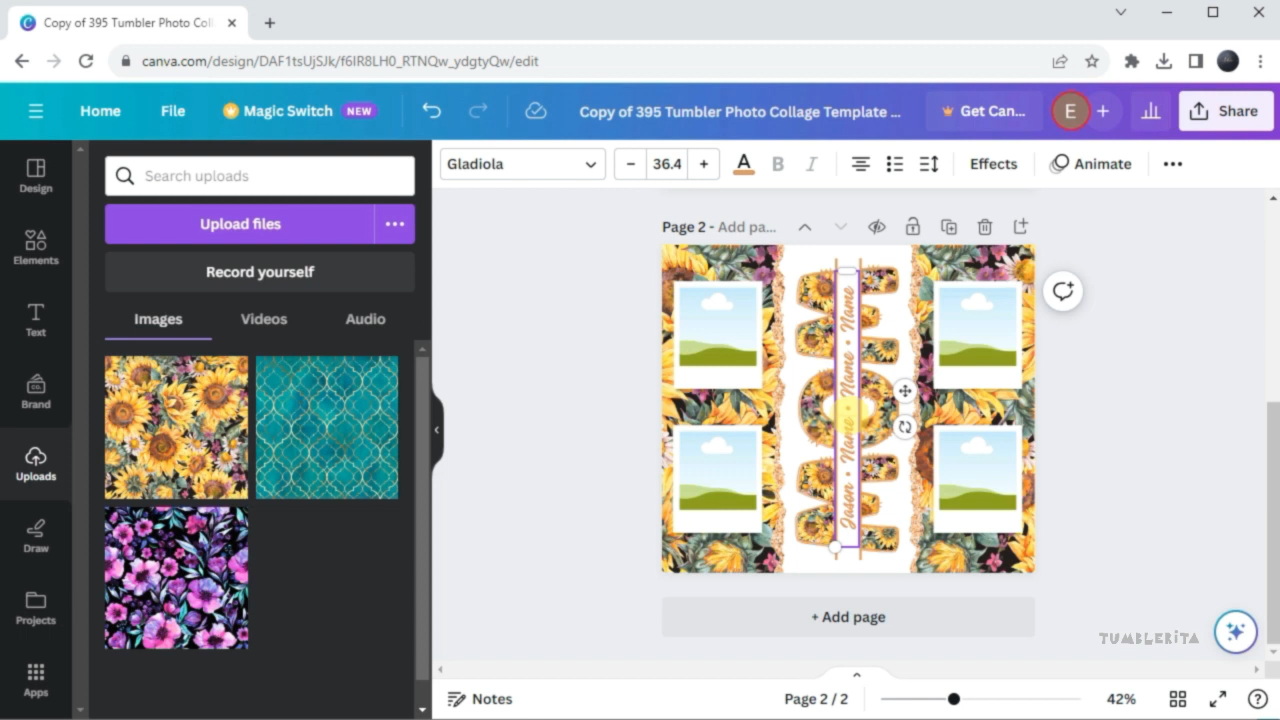 Copy of 395 Tumbler Photo Coll
canva.com/design/DAF1tsUjSJk/f6IR8LH0_RTNQw_ydgtyQw/edit
Home
File
Magic Switch
NEW
Copy of 395 Tumbler Photo Collage Template ...
Get Can...
E
Share
Design
Elements
Text
CO.
Brand
Uploads
Draw
Projects
Apps
Search uploads
Upload files
Record yourself
Images
Videos
Audio
Gladiola
36.4
A
B
I
Effects
Animate
Page 2 - Add pa...
MOM
Jason • Name • Name • Name
+ Add page
TUMBLERITA
Notes
Page 2 / 2
42%